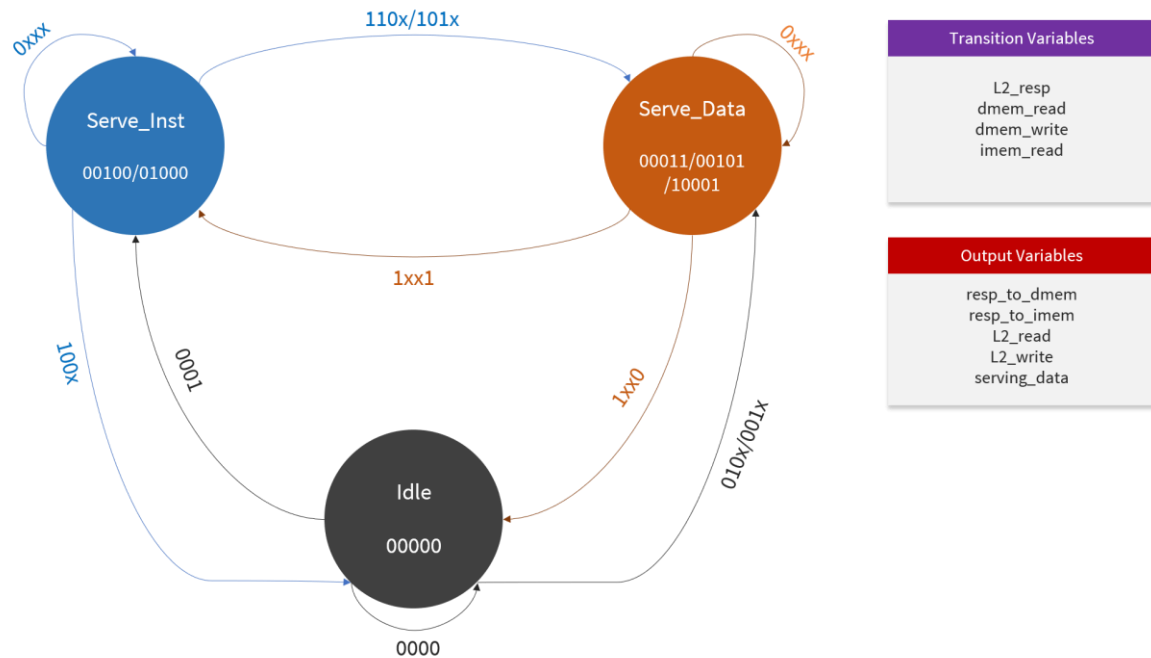 110x/101x
0xxx
0xxx
Serve_Inst
00100/01000
Serve_Data
00011/00101
/10001
1xx1
100x
0001
1xx0
010x/001x
Idle
00000
0000
Transition Variables
L2_resp
dmem_read
dmem_write
imem_read
Output Variables
resp_to_dmem
resp_to_imem
L2_read
L2_write
serving_data